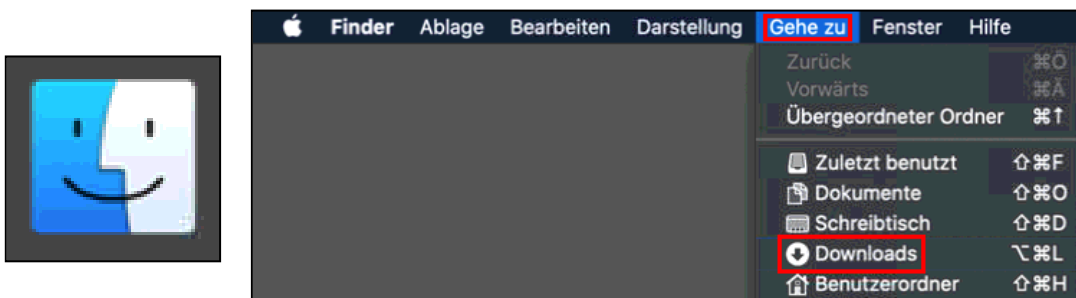 Finder Ablage Bearbeiten Darstellung Gehe zu Fenster Hilfe
Zurück ⌘Ö
Vorwärts ⌘Ä
Übergeordneter Ordner ⌘↑
Zuletzt benutzt ⇧⌘F
Dokumente ⇧⌘O
Schreibtisch ⇧⌘D
Downloads ⌥⌘L
Benutzerordner ⇧⌘H